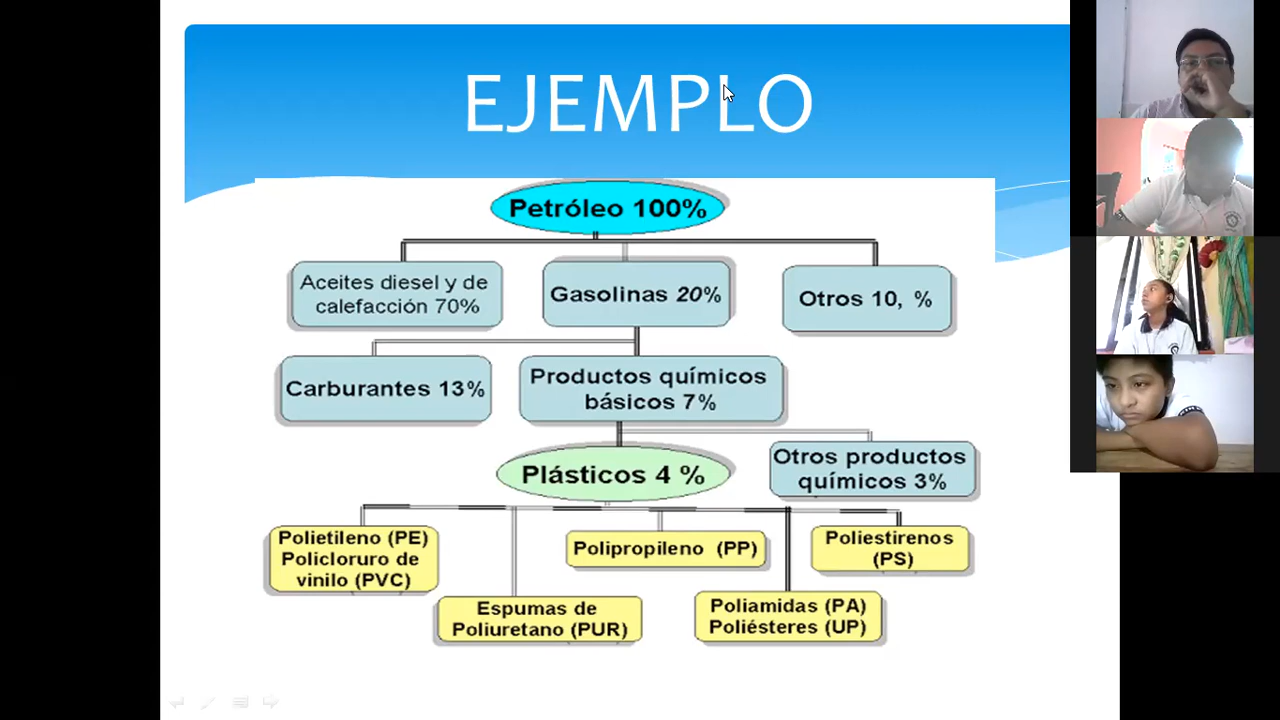 EJEMPLO
Petróleo 100%
Aceites diesel y de
calefacción 70%
Gasolinas 20%
Otros 10, %
Carburantes 13%
Productos químicos
básicos 7%
Plásticos 4 %
Otros productos
químicos 3%
Polietileno (PE)
Policloruro de
vinilo (PVC)
Espumas de
Poliuretano (PUR)
Polipropileno (PP)
Poliamidas (PA)
Poliésteres (UP)
Poliestirenos
(PS)